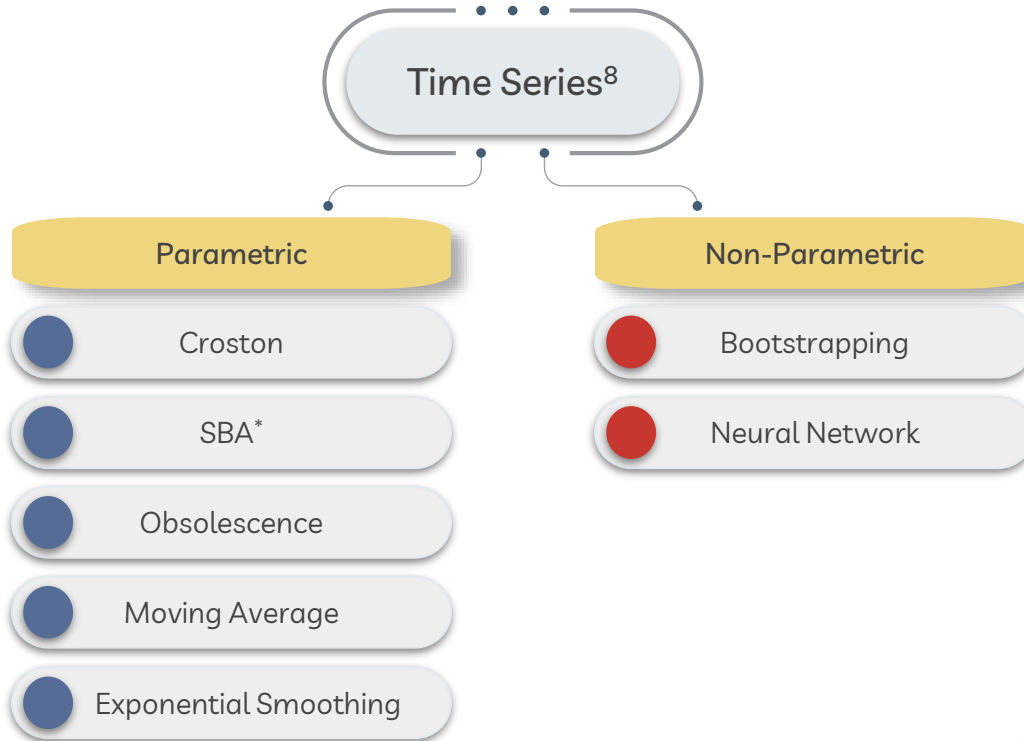 Time Series⁸
Parametric
Croston
SBA*
Obsolescence
Moving Average
Exponential Smoothing
Non-Parametric
Bootstrapping
Neural Network